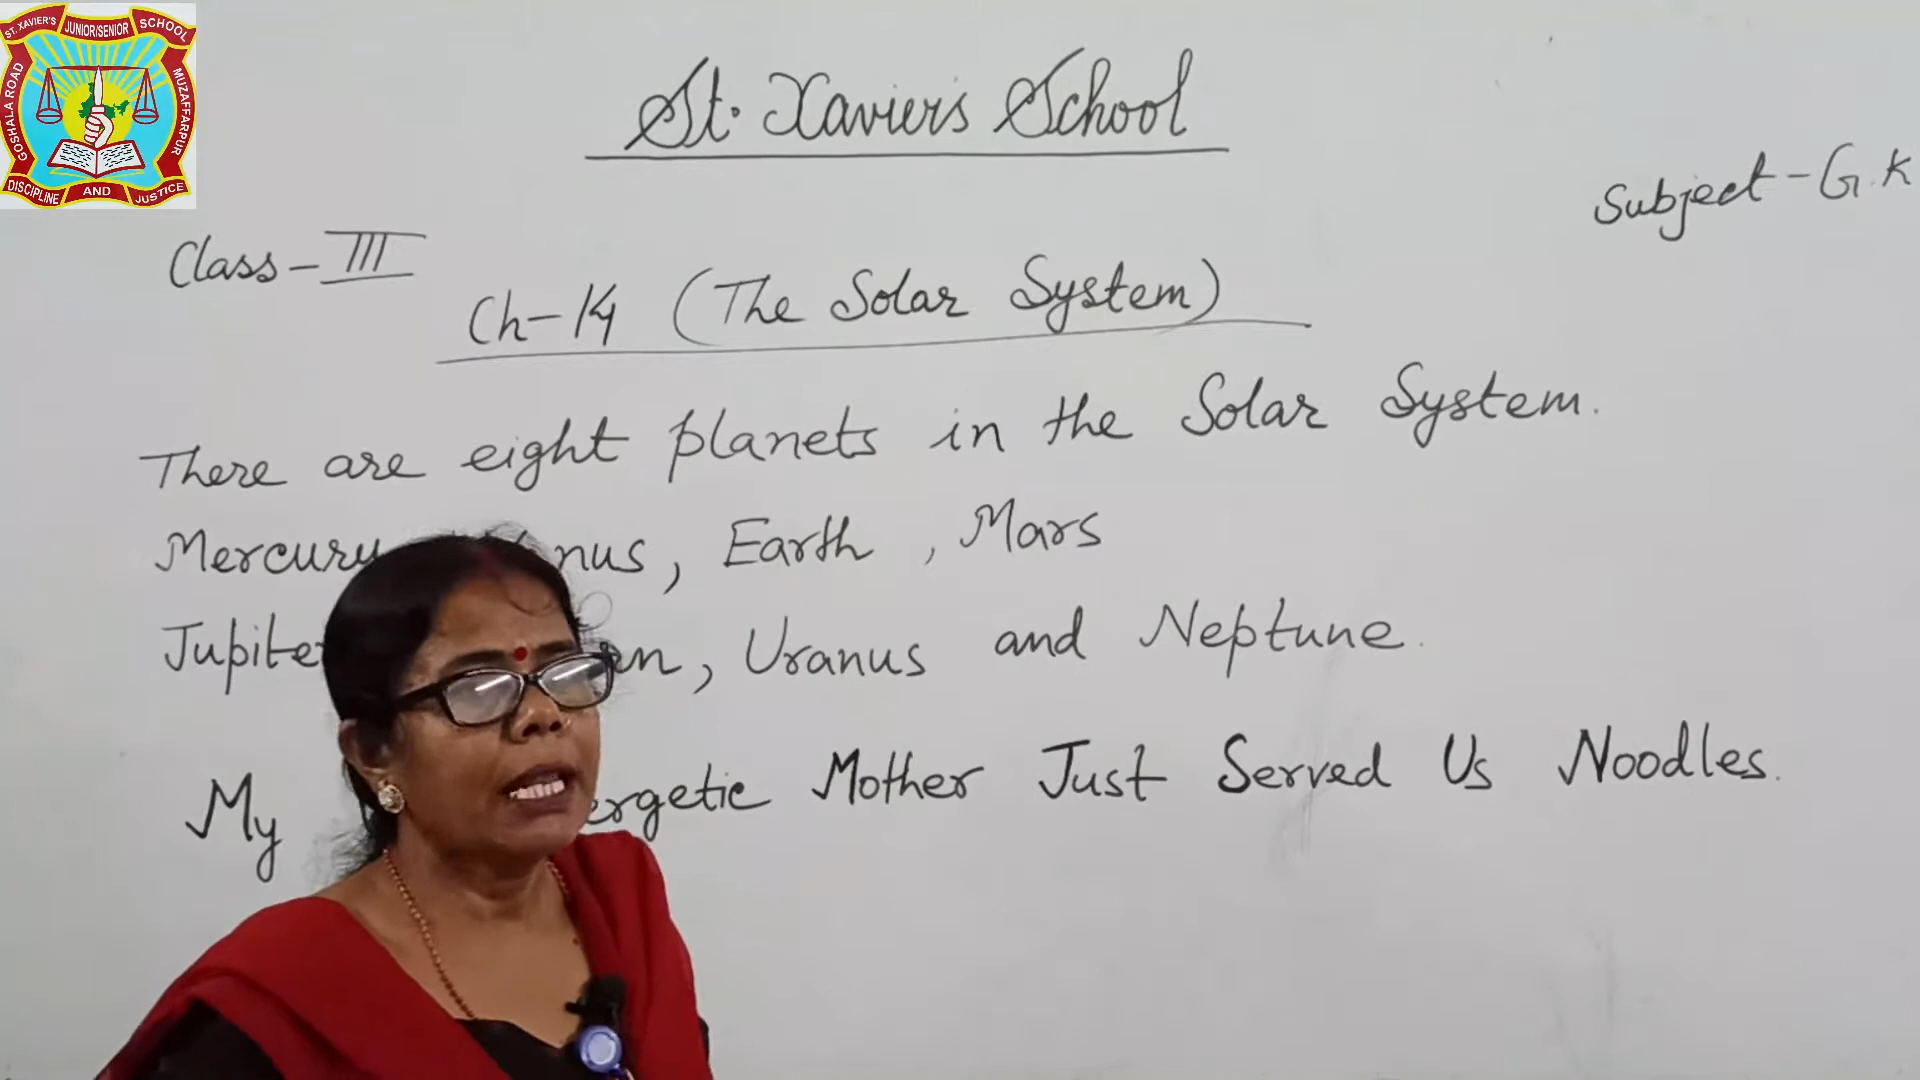 ST. XAVIER'S JUNIOR/SENIOR SCHOOL
GOSHALA ROAD
MUZAFFARPUR
DISCIPLINE AND JUSTICE
St. Xaviers School
Subject - G.K
Class - III
Ch - 14 (The Solar System)
There are eight planets in the Solar System.
Mercury nus, Earth, Mars
Jupite n, Uranus and Neptune.
My ergetic Mother Just Served Us Noodles.